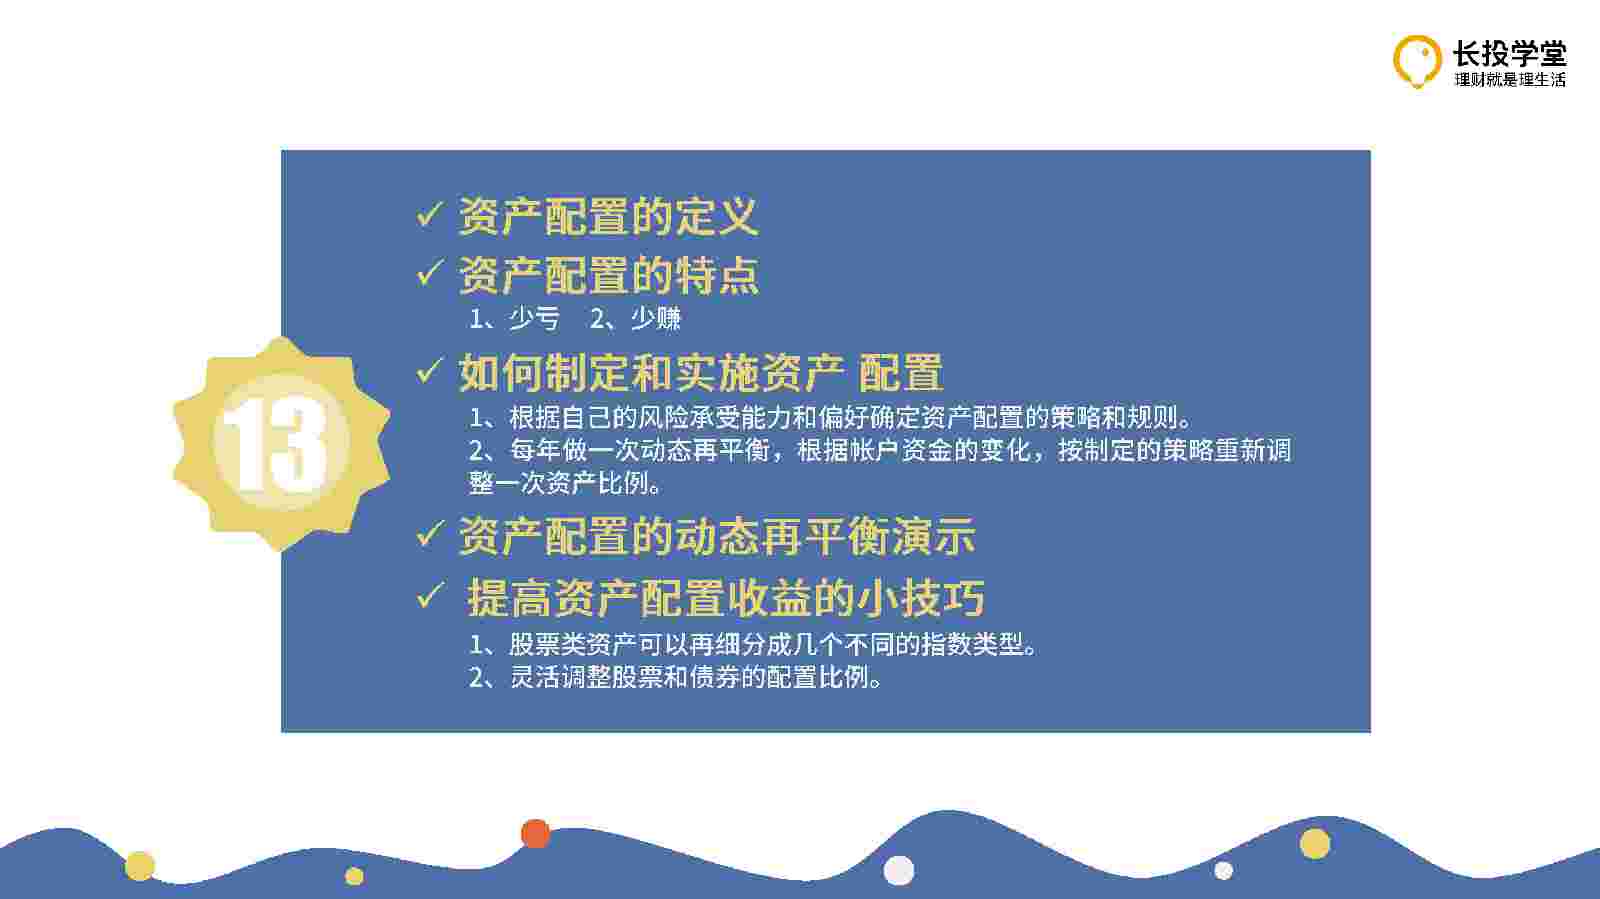 长投学堂
理财就是理生活
✓ 资产配置的定义
✓ 资产配置的特点
1、少亏 2、少赚
✓ 如何制定和实施资产 配置
1、根据自己的风险承受能力和偏好确定资产配置的策略和规则。
2、每年做一次动态再平衡，根据帐户资金的变化，按制定的策略重新调
整一次资产比例。
13
✓ 资产配置的动态再平衡演示
✓ 提高资产配置收益的小技巧
1、股票类资产可以再细分成几个不同的指数类型。
2、灵活调整股票和债券的配置比例。